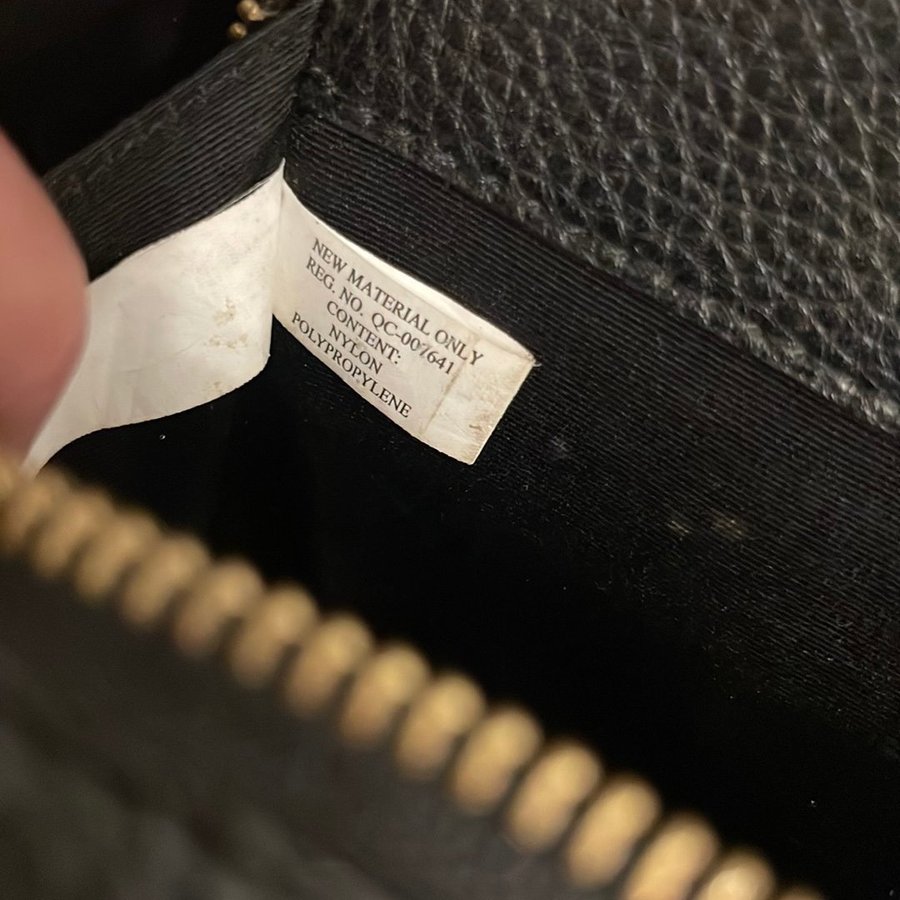 NEW MATERIAL ONLY
REG. NO. QC-007641
CONTENT:
NYLON
POLYPROPYLENE